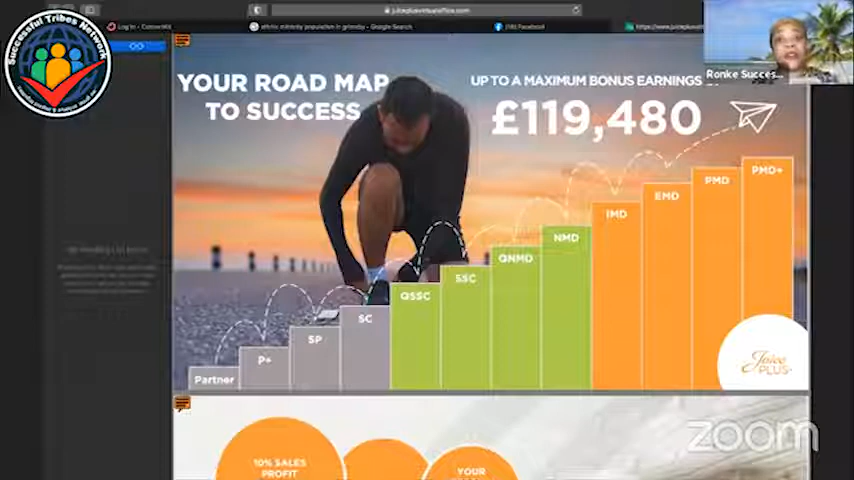 juiceplusvirtualoffice.com
ethnic minority population in grimsby - Google Search
Facebook
Successful Tribes Network
YOUR ROAD MAP
TO SUCCESS
UP TO A MAXIMUM BONUS EARNINGS
£119,480
Ronke Succes...
Partner
P+
SP
SC
QSSC
SSC
QNMD
NMD
IMD
EMD
PMD
PMD+
Juice
PLUS+
10% SALES
PROFIT
YOUR
zoom